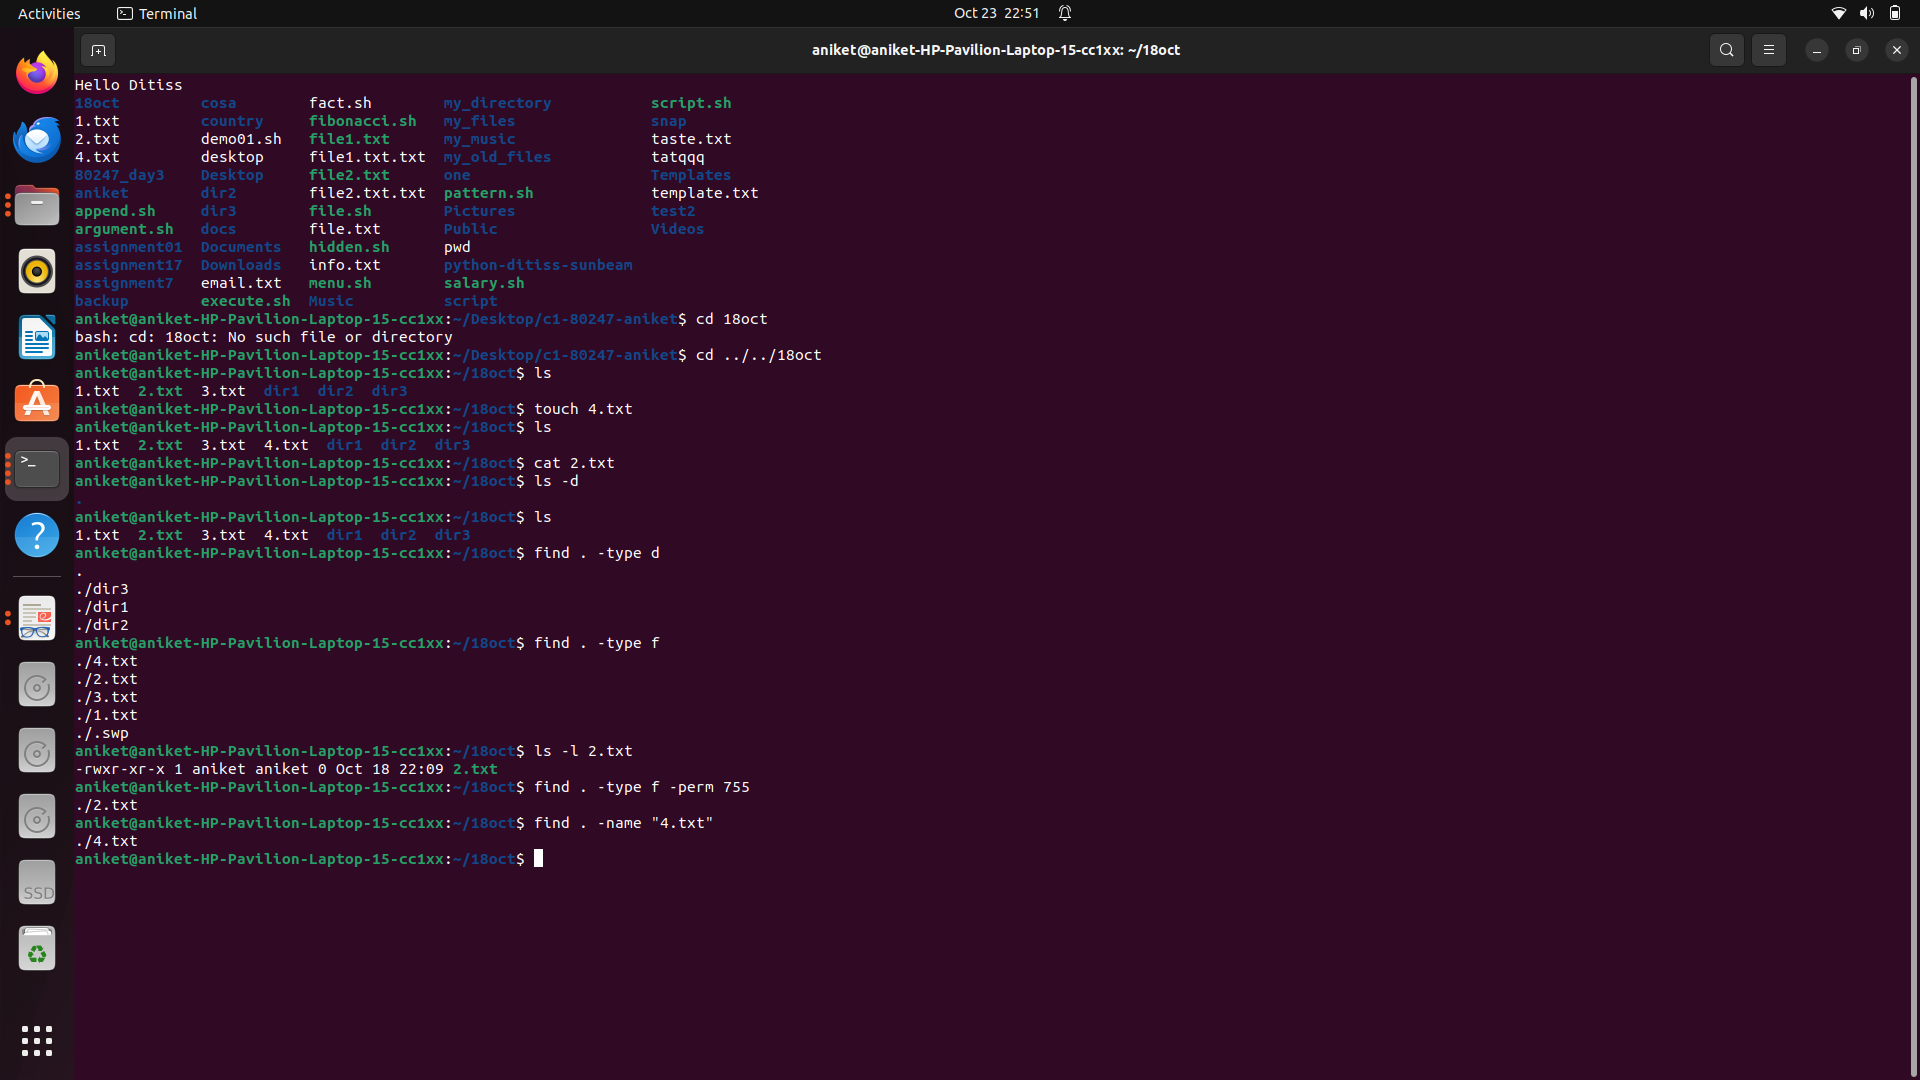 Activities Terminal Oct 23 22:51
aniket@aniket-HP-Pavilion-Laptop-15-cc1xx: ~/18oct
Hello Ditiss
18oct cosa fact.sh my_directory script.sh
1.txt country fibonacci.sh my_files snap
2.txt demo01.sh file1.txt my_music taste.txt
4.txt desktop file1.txt.txt my_old_files tatqqq
80247_day3 Desktop file2.txt one Templates
aniket dir2 file2.txt.txt pattern.sh template.txt
append.sh dir3 file.sh Pictures test2
argument.sh docs file.txt Public Videos
assignment01 Documents hidden.sh pwd
assignment17 Downloads info.txt python-ditiss-sunbeam
assignment7 email.txt menu.sh salary.sh
backup execute.sh Music script
aniket@aniket-HP-Pavilion-Laptop-15-cc1xx:~/Desktop/c1-80247-aniket$ cd 18oct
bash: cd: 18oct: No such file or directory
aniket@aniket-HP-Pavilion-Laptop-15-cc1xx:~/Desktop/c1-80247-aniket$ cd ../../18oct
aniket@aniket-HP-Pavilion-Laptop-15-cc1xx:~/18oct$ ls
1.txt 2.txt 3.txt dir1 dir2 dir3
aniket@aniket-HP-Pavilion-Laptop-15-cc1xx:~/18oct$ touch 4.txt
aniket@aniket-HP-Pavilion-Laptop-15-cc1xx:~/18oct$ ls
1.txt 2.txt 3.txt 4.txt dir1 dir2 dir3
aniket@aniket-HP-Pavilion-Laptop-15-cc1xx:~/18oct$ cat 2.txt
aniket@aniket-HP-Pavilion-Laptop-15-cc1xx:~/18oct$ ls -d
.
aniket@aniket-HP-Pavilion-Laptop-15-cc1xx:~/18oct$ ls
1.txt 2.txt 3.txt 4.txt dir1 dir2 dir3
aniket@aniket-HP-Pavilion-Laptop-15-cc1xx:~/18oct$ find . -type d
.
./dir3
./dir1
./dir2
aniket@aniket-HP-Pavilion-Laptop-15-cc1xx:~/18oct$ find . -type f
./4.txt
./2.txt
./3.txt
./1.txt
./.swp
aniket@aniket-HP-Pavilion-Laptop-15-cc1xx:~/18oct$ ls -l 2.txt
-rwxr-xr-x 1 aniket aniket 0 Oct 18 22:09 2.txt
aniket@aniket-HP-Pavilion-Laptop-15-cc1xx:~/18oct$ find . -type f -perm 755
./2.txt
aniket@aniket-HP-Pavilion-Laptop-15-cc1xx:~/18oct$ find . -name "4.txt"
./4.txt
aniket@aniket-HP-Pavilion-Laptop-15-cc1xx:~/18oct$
SSD